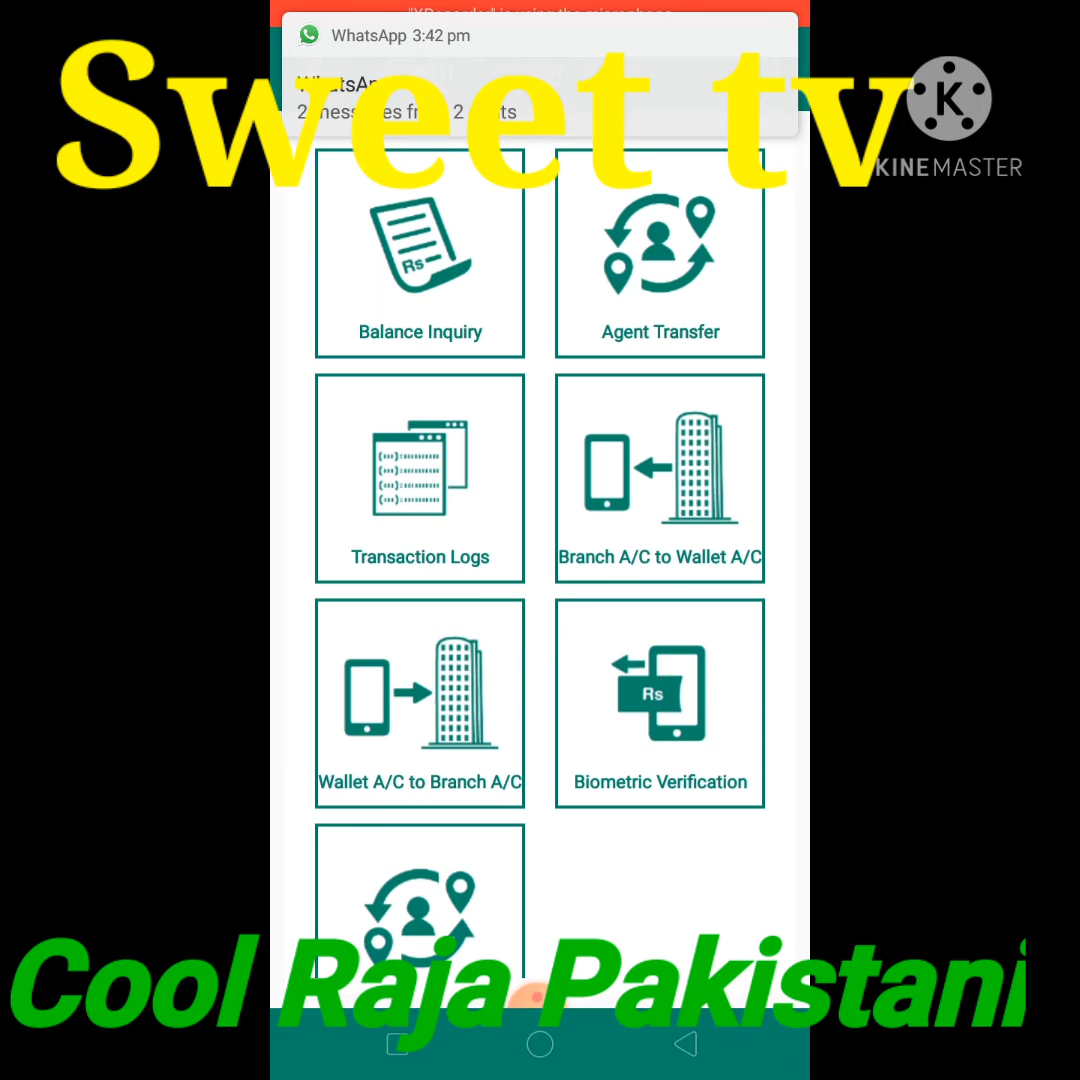 WhatsApp 3:42 pm
Sweet tv
KINEMASTER
Rs
Balance Inquiry
Agent Transfer
Transaction Logs
Branch A/C to Wallet A/C
Rs
Wallet A/C to Branch A/C
Biometric Verification
Cool Raja Pakistani